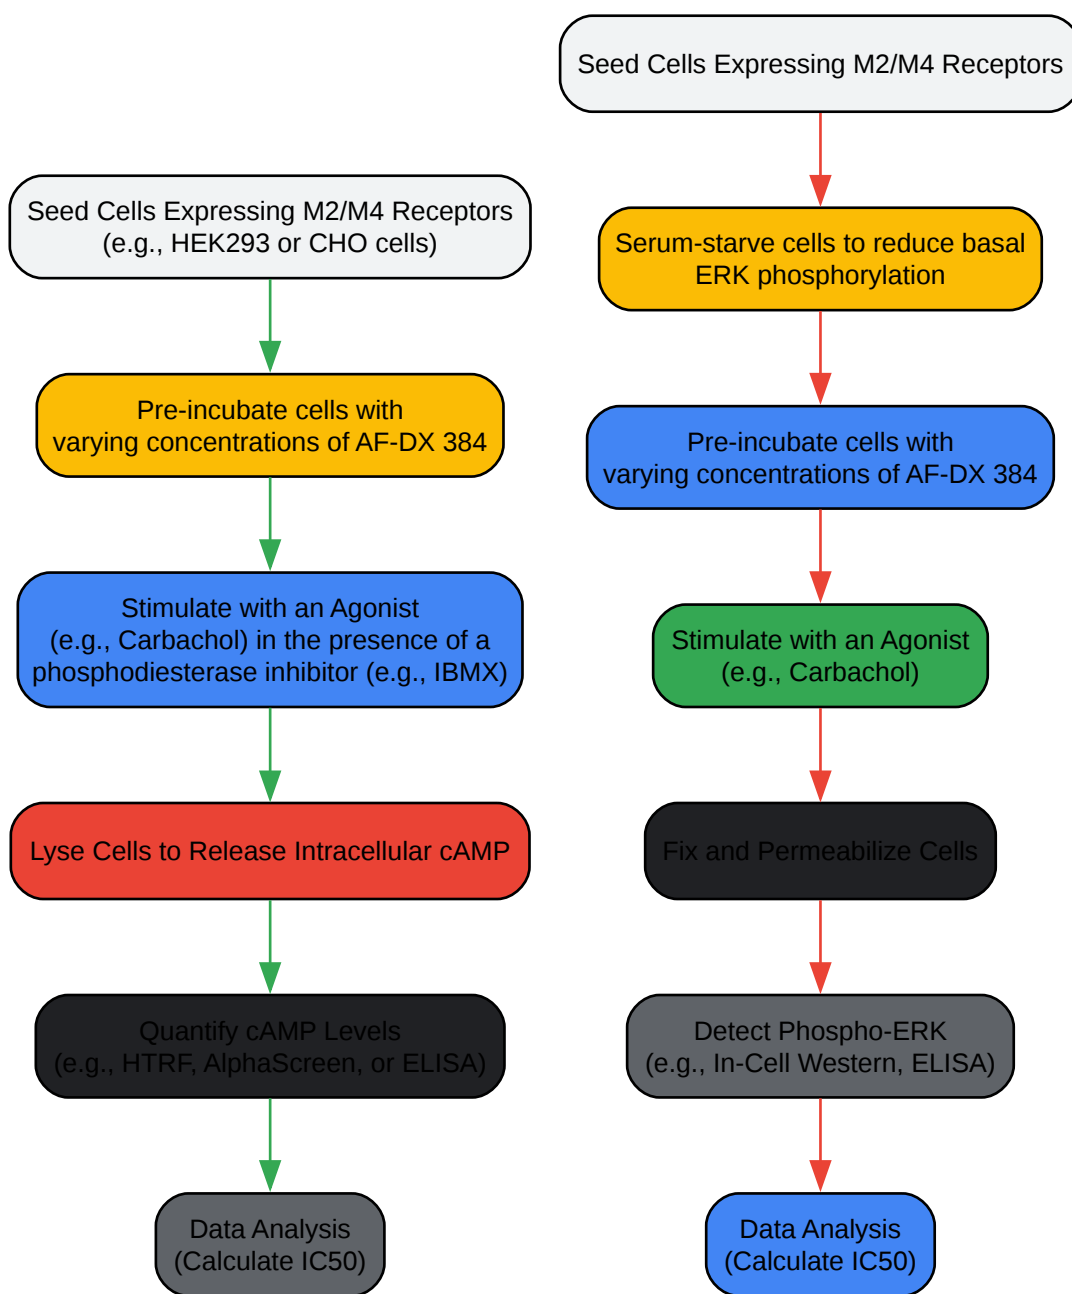 Seed Cells Expressing M2/M4 Receptors
(e.g., HEK293 or CHO cells)
Pre-incubate cells with
varying concentrations of AF-DX 384
Stimulate with an Agonist
(e.g., Carbachol) in the presence of a
phosphodiesterase inhibitor (e.g., IBMX)
Lyse Cells to Release Intracellular cAMP
Quantify cAMP Levels
(e.g., HTRF, AlphaScreen, or ELISA)
Data Analysis
(Calculate IC50)
Seed Cells Expressing M2/M4 Receptors
Serum-starve cells to reduce basal
ERK phosphorylation
Pre-incubate cells with
varying concentrations of AF-DX 384
Stimulate with an Agonist
(e.g., Carbachol)
Fix and Permeabilize Cells
Detect Phospho-ERK
(e.g., In-Cell Western, ELISA)
Data Analysis
(Calculate IC50)